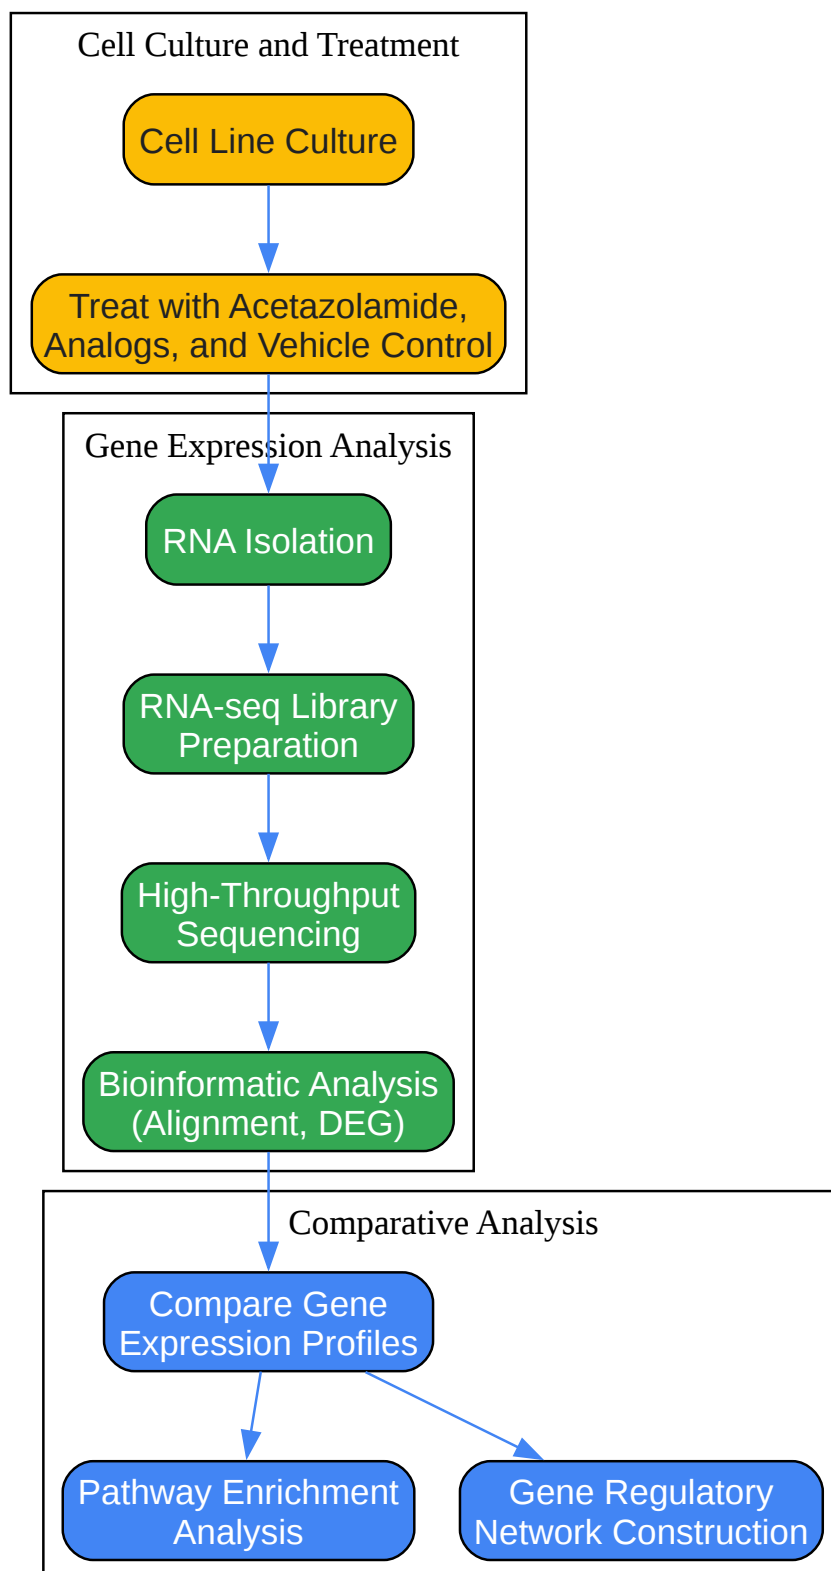 Cell Culture and Treatment
Cell Line Culture
Treat with Acetazolamide,
Analogs, and Vehicle Control
Gene Expression Analysis
RNA Isolation
RNA-seq Library
Preparation
High-Throughput
Sequencing
Bioinformatic Analysis
(Alignment, DEG)
Comparative Analysis
Compare Gene
Expression Profiles
Pathway Enrichment
Analysis
Gene Regulatory
Network Construction